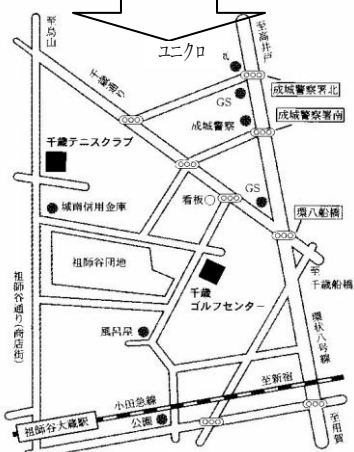 ユニクロ
至烏山
至高井戸
千歳通り
P
GS
成城警察署北
成城警察
成城警察署南
千歳テニスクラブ
看板
GS
城南信用金庫
環八船橋
祖師谷団地
千歳
ゴルフセンター
至
千歳船橋
祖師谷通り(商店街)
環状八号線
風呂屋
至新宿
小田急線
公園
祖師谷大蔵駅
至用賀